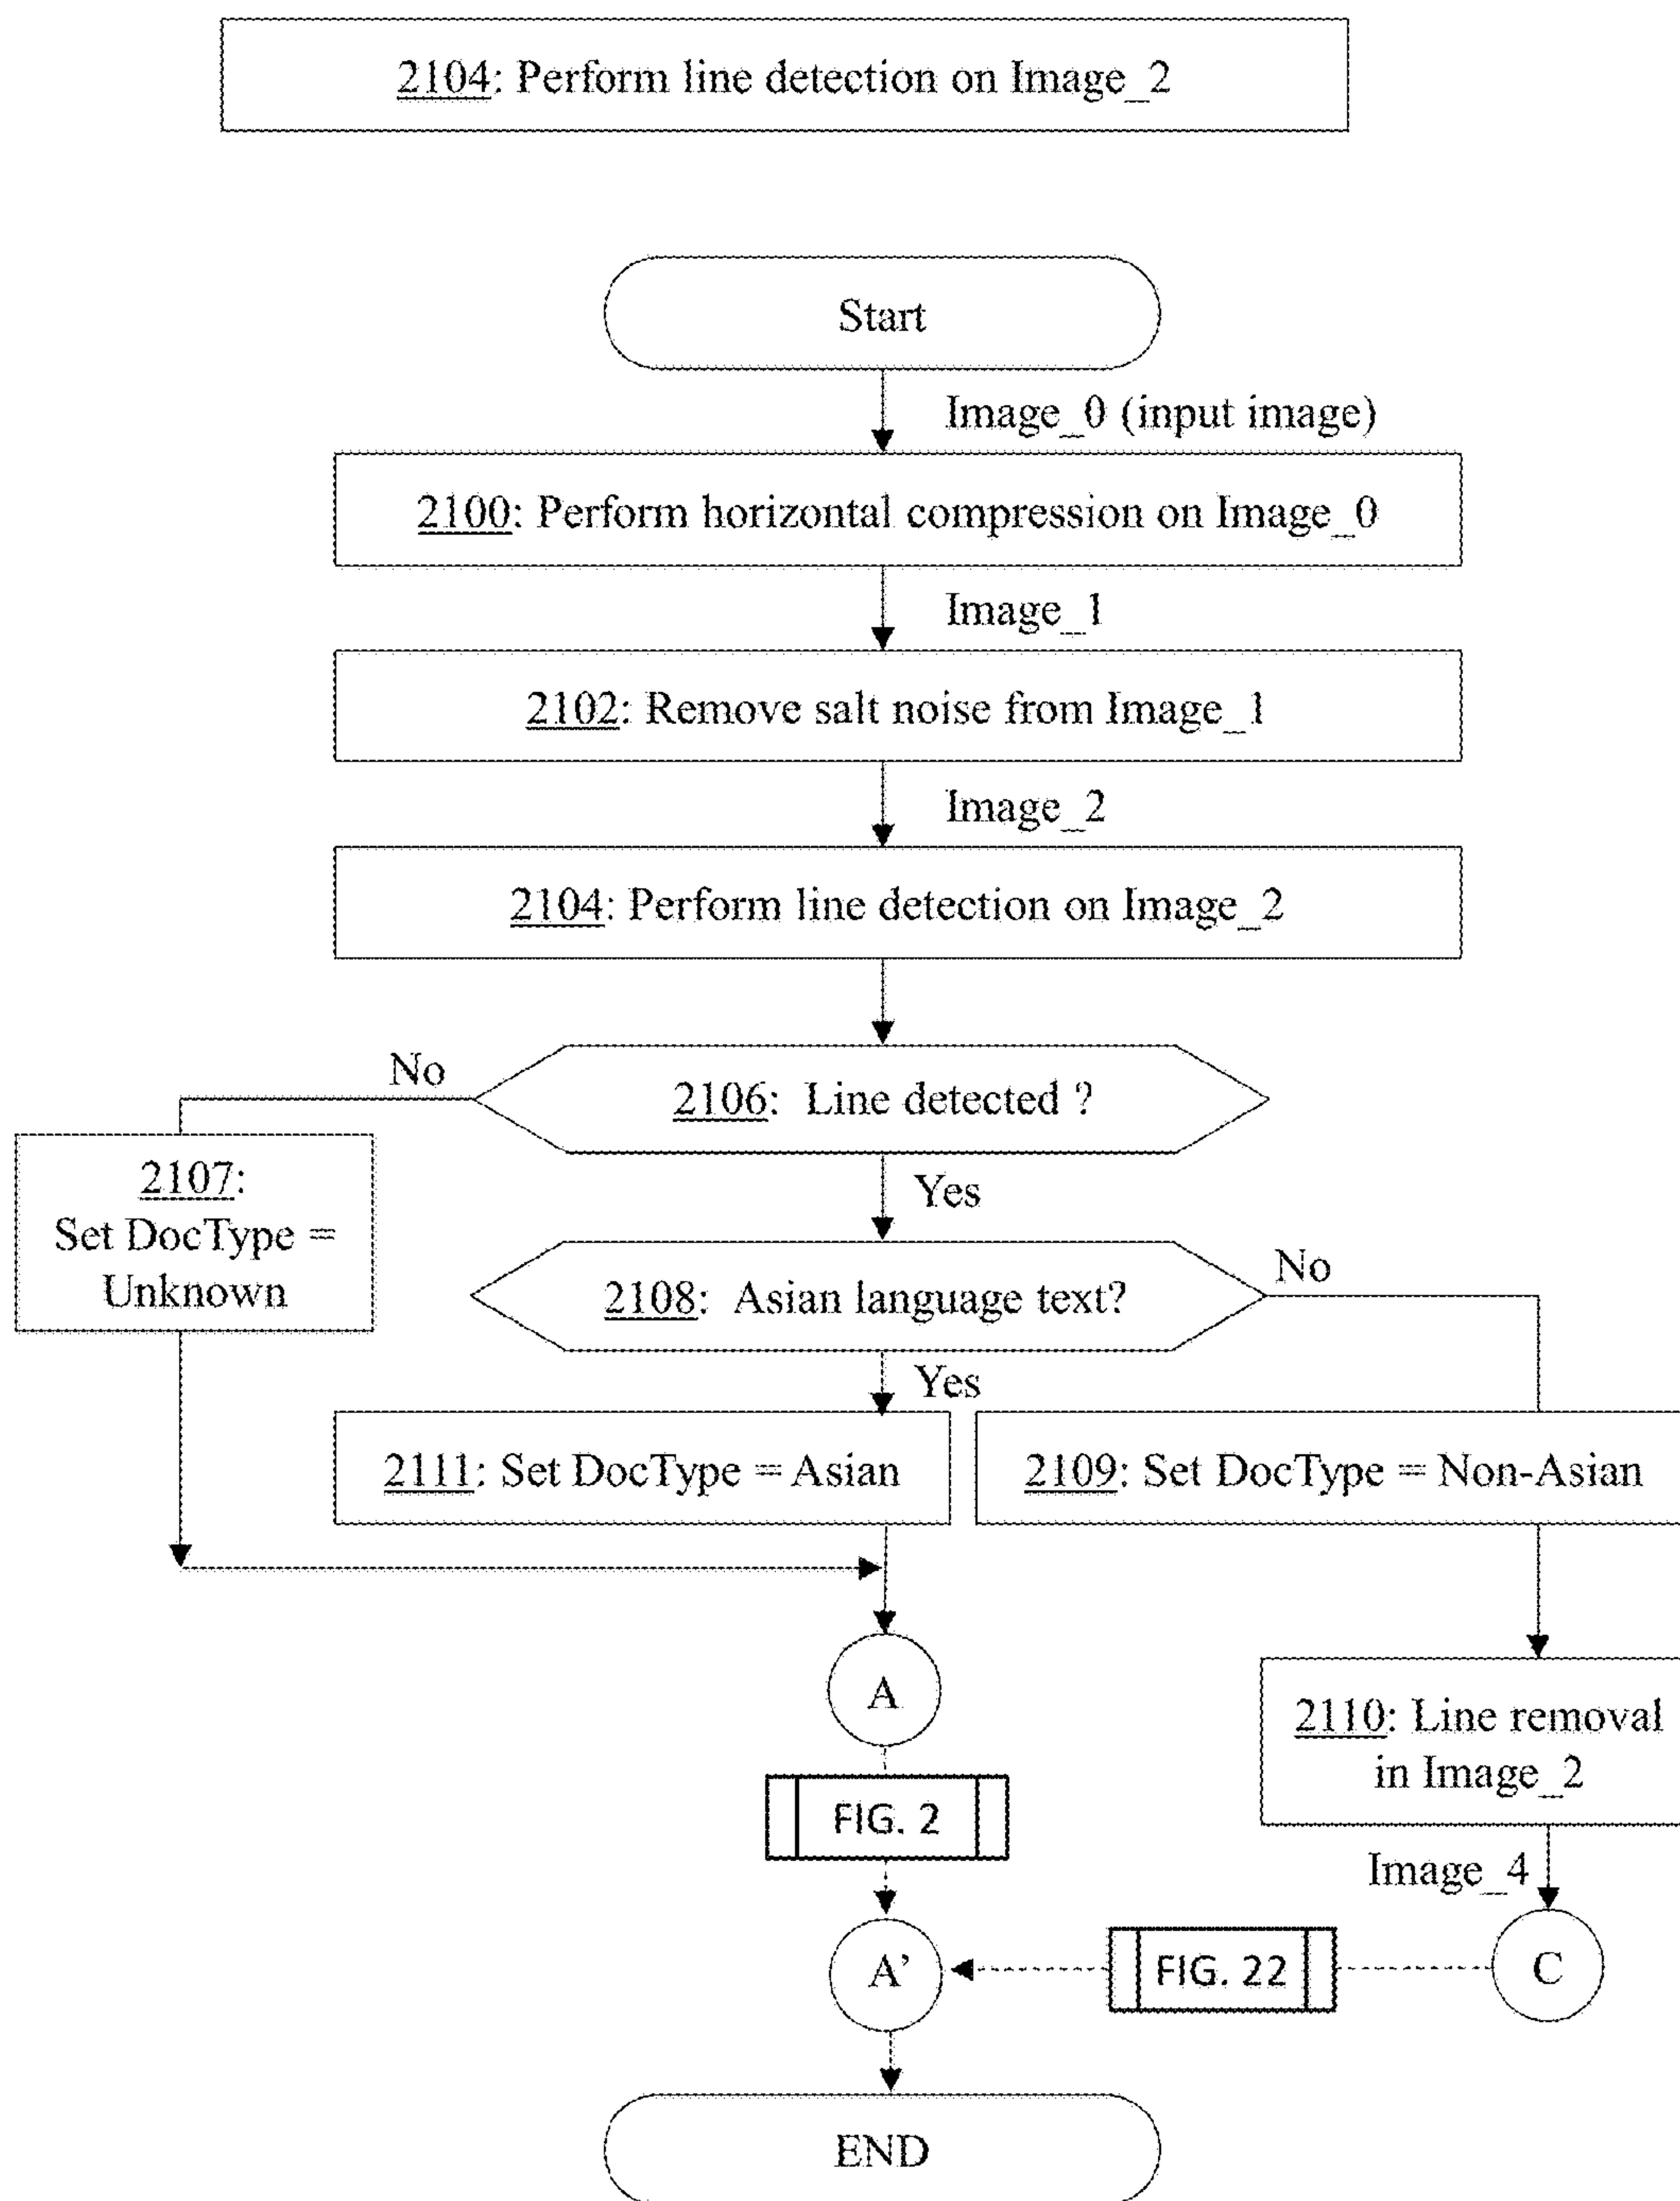 2104: Perform line detection on Image_2
Start
Image_0 (input image)
2100: Perform horizontal compression on Image_0
Image_1
2102: Remove salt noise from Image_1
Image_2
2104: Perform line detection on Image_2
No
2106: Line detected ?
2107:
Set DocType =
Unknown
Yes
2108: Asian language text?
No
Yes
2111: Set DocType = Asian
2109: Set DocType = Non-Asian
A
2110: Line removal
in Image_2
FIG. 2
Image_4
A'
FIG. 22
C
END